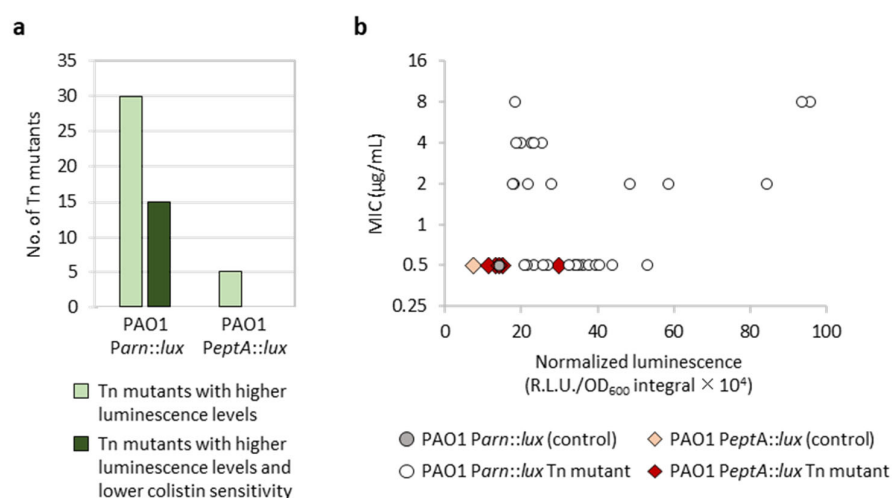 a
35
30
25
20
15
10
5
0
No. of Tn mutants
PAO1
Parn::lux
PAO1
PeptA::lux
Tn mutants with higher
luminescence levels
Tn mutants with higher
luminescence levels and
lower colistin sensitivity
b
16
8
4
2
1
0.5
0.25
MIC (µg/mL)
0 20 40 60 80 100
Normalized luminescence
(R.L.U./OD600 integral × 10⁴)
PAO1 Parn::lux (control)
PAO1 PeptA::lux (control)
PAO1 Parn::lux Tn mutant
PAO1 PeptA::lux Tn mutant